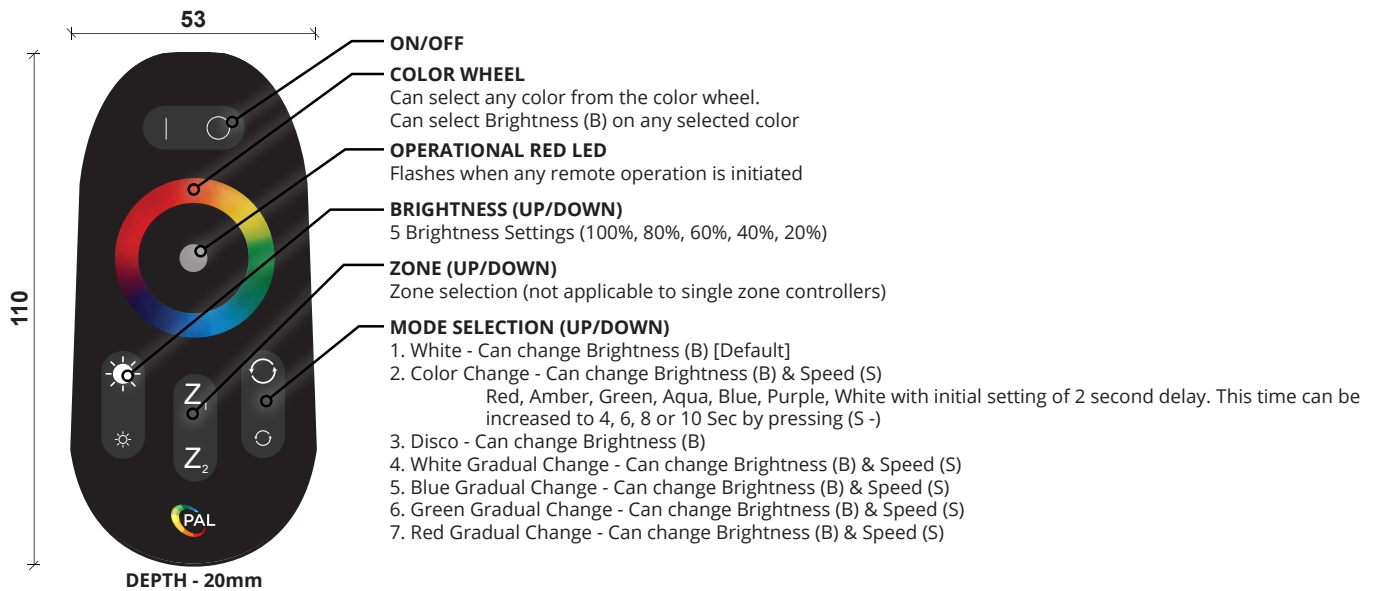 53
110
ON/OFF
COLOR WHEEL
Can select any color from the color wheel.
Can select Brightness (B) on any selected color
OPERATIONAL RED LED
Flashes when any remote operation is initiated
BRIGHTNESS (UP/DOWN)
5 Brightness Settings (100%, 80%, 60%, 40%, 20%)
ZONE (UP/DOWN)
Zone selection (not applicable to single zone controllers)
MODE SELECTION (UP/DOWN)
1. White - Can change Brightness (B) [Default]
2. Color Change - Can change Brightness (B) & Speed (S)
Red, Amber, Green, Aqua, Blue, Purple, White with initial setting of 2 second delay. This time can be
increased to 4, 6, 8 or 10 Sec by pressing (S -)
3. Disco - Can change Brightness (B)
4. White Gradual Change - Can change Brightness (B) & Speed (S)
5. Blue Gradual Change - Can change Brightness (B) & Speed (S)
6. Green Gradual Change - Can change Brightness (B) & Speed (S)
7. Red Gradual Change - Can change Brightness (B) & Speed (S)
Z1
Z2
PAL
DEPTH - 20mm